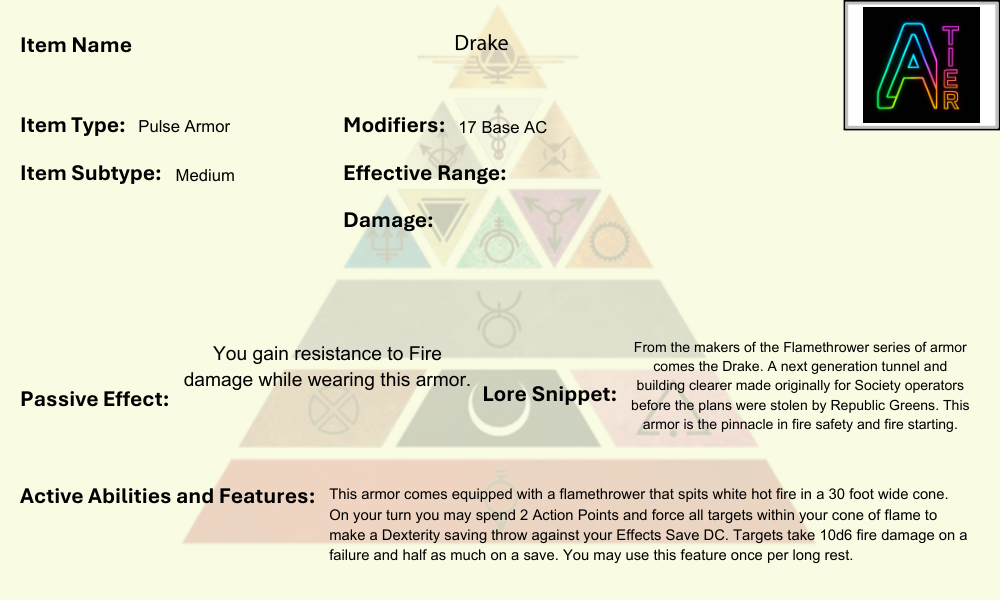 Item Name
Drake
A TIER
Item Type: Pulse Armor
Modifiers: 17 Base AC
Item Subtype: Medium
Effective Range:
Damage:
Passive Effect:
You gain resistance to Fire
damage while wearing this armor.
Lore Snippet:
From the makers of the Flamethrower series of armor
comes the Drake. A next generation tunnel and
building clearer made originally for Society operators
before the plans were stolen by Republic Greens. This
armor is the pinnacle in fire safety and fire starting.
Active Abilities and Features:
This armor comes equipped with a flamethrower that spits white hot fire in a 30 foot wide cone.
On your turn you may spend 2 Action Points and force all targets within your cone of flame to
make a Dexterity saving throw against your Effects Save DC. Targets take 10d6 fire damage on a
failure and half as much on a save. You may use this feature once per long rest.